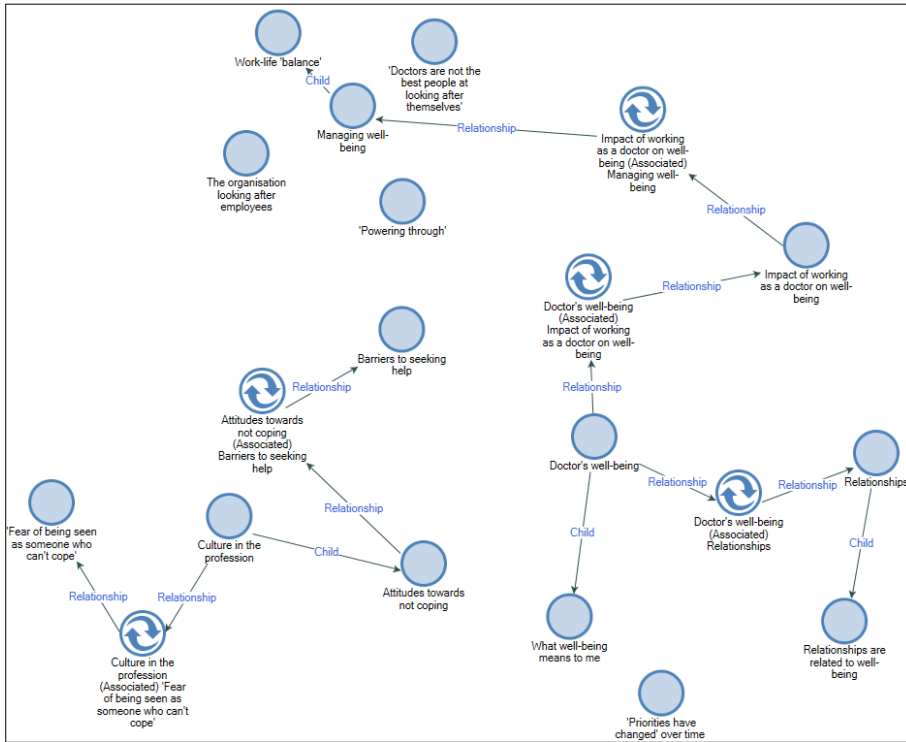 Work-life 'balance'
'Doctors are not the
best people at
looking after
themselves'
Child
Managing well-
being
Relationship
Impact of working
as a doctor on well-
being (Associated)
Managing well-
being
The organisation
looking after
employees
'Powering through'
Relationship
Impact of working
as a doctor on well-
being
Relationship
Doctor's well-being
(Associated)
Impact of working
as a doctor on well-
being
Barriers to seeking
help
Relationship
Attitudes towards
not coping
(Associated)
Barriers to seeking
help
Relationship
Doctor's well-being
Relationship
Doctor's well-being
(Associated)
Relationships
Relationship
Relationships
'Fear of being seen
as someone who
can't cope'
Culture in the
profession
Relationship
Child
Attitudes towards
not coping
Relationship
Relationship
Culture in the
profession
(Associated) 'Fear
of being seen as
someone who can't
cope'
Child
What well-being
means to me
Child
Relationships are
related to well-
being
'Priorities have
changed' over time